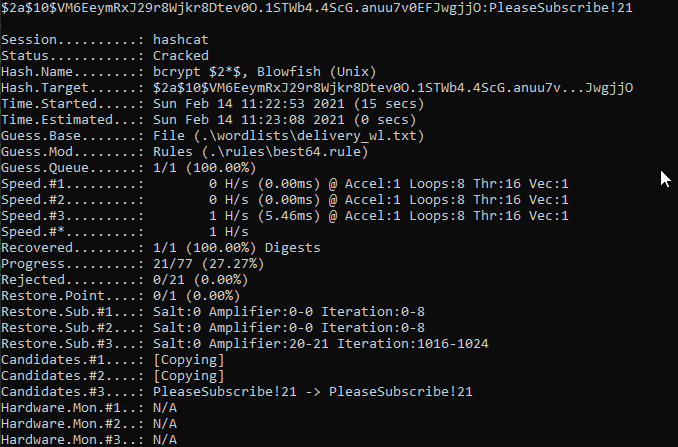 $2a$10$VM6EeymRxJ29r8Wjkr8Dtev0O.1STWb4.4ScG.anuu7v0EFJwgjjO:PleaseSubscribe!21
Session..........: hashcat
Status...........: Cracked
Hash.Name........: bcrypt $2*$, Blowfish (Unix)
Hash.Target......: $2a$10$VM6EeymRxJ29r8Wjkr8Dtev0O.1STWb4.4ScG.anuu7v...JwgjjO
Time.Started.....: Sun Feb 14 11:22:53 2021 (15 secs)
Time.Estimated...: Sun Feb 14 11:23:08 2021 (0 secs)
Guess.Base.......: File (.\wordlists\delivery_wl.txt)
Guess.Mod........: Rules (.\rules\best64.rule)
Guess.Queue......: 1/1 (100.00%)
Speed.#1.........:        0 H/s (0.00ms) @ Accel:1 Loops:8 Thr:16 Vec:1
Speed.#2.........:        0 H/s (0.00ms) @ Accel:1 Loops:8 Thr:16 Vec:1
Speed.#3.........:        1 H/s (5.46ms) @ Accel:1 Loops:8 Thr:16 Vec:1
Speed.#*.........:        1 H/s
Recovered........: 1/1 (100.00%) Digests
Progress.........: 21/77 (27.27%)
Rejected.........: 0/21 (0.00%)
Restore.Point....: 0/1 (0.00%)
Restore.Sub.#1...: Salt:0 Amplifier:0-0 Iteration:0-8
Restore.Sub.#2...: Salt:0 Amplifier:0-0 Iteration:0-8
Restore.Sub.#3...: Salt:0 Amplifier:20-21 Iteration:1016-1024
Candidates.#1....: [Copying]
Candidates.#2....: [Copying]
Candidates.#3....: PleaseSubscribe!21 -> PleaseSubscribe!21
Hardware.Mon.#1..: N/A
Hardware.Mon.#2..: N/A
Hardware.Mon.#3..: N/A